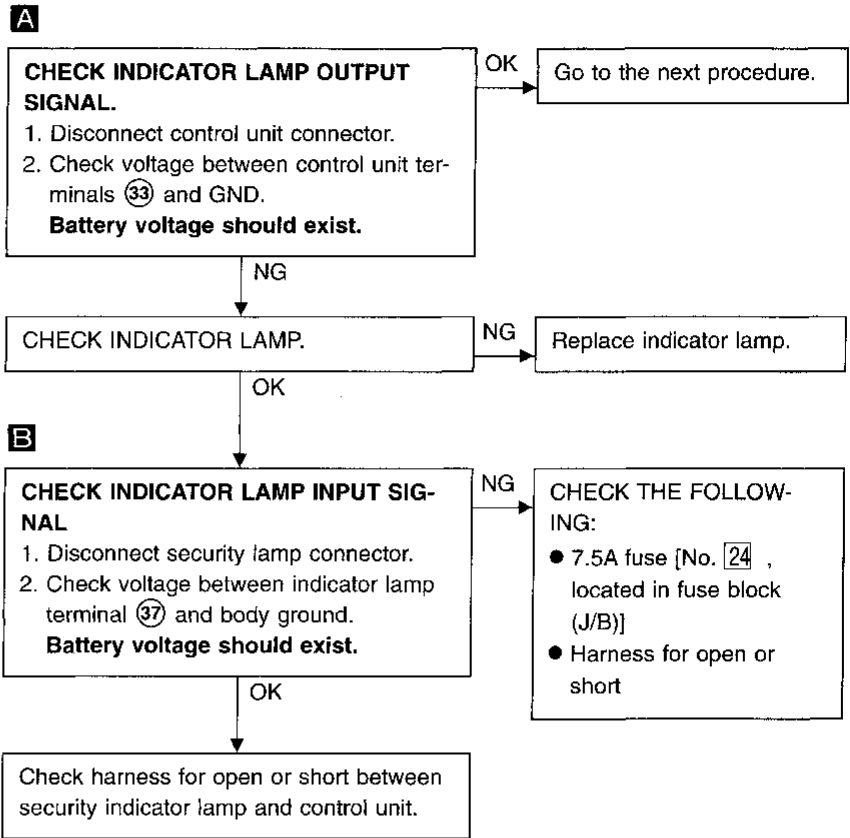 A
CHECK INDICATOR LAMP OUTPUT
SIGNAL.
1. Disconnect control unit connector.
2. Check voltage between control unit ter-
minals 33 and GND.
Battery voltage should exist.
OK
Go to the next procedure.
NG
CHECK INDICATOR LAMP.
NG
Replace indicator lamp.
OK
B
CHECK INDICATOR LAMP INPUT SIG-
NAL
1. Disconnect security lamp connector.
2. Check voltage between indicator lamp
terminal 37 and body ground.
Battery voltage should exist.
NG
CHECK THE FOLLOW-
ING:
● 7.5A fuse [No. 24 ,
located in fuse block
(J/B)]
● Harness for open or
short
OK
Check harness for open or short between
security indicator lamp and control unit.